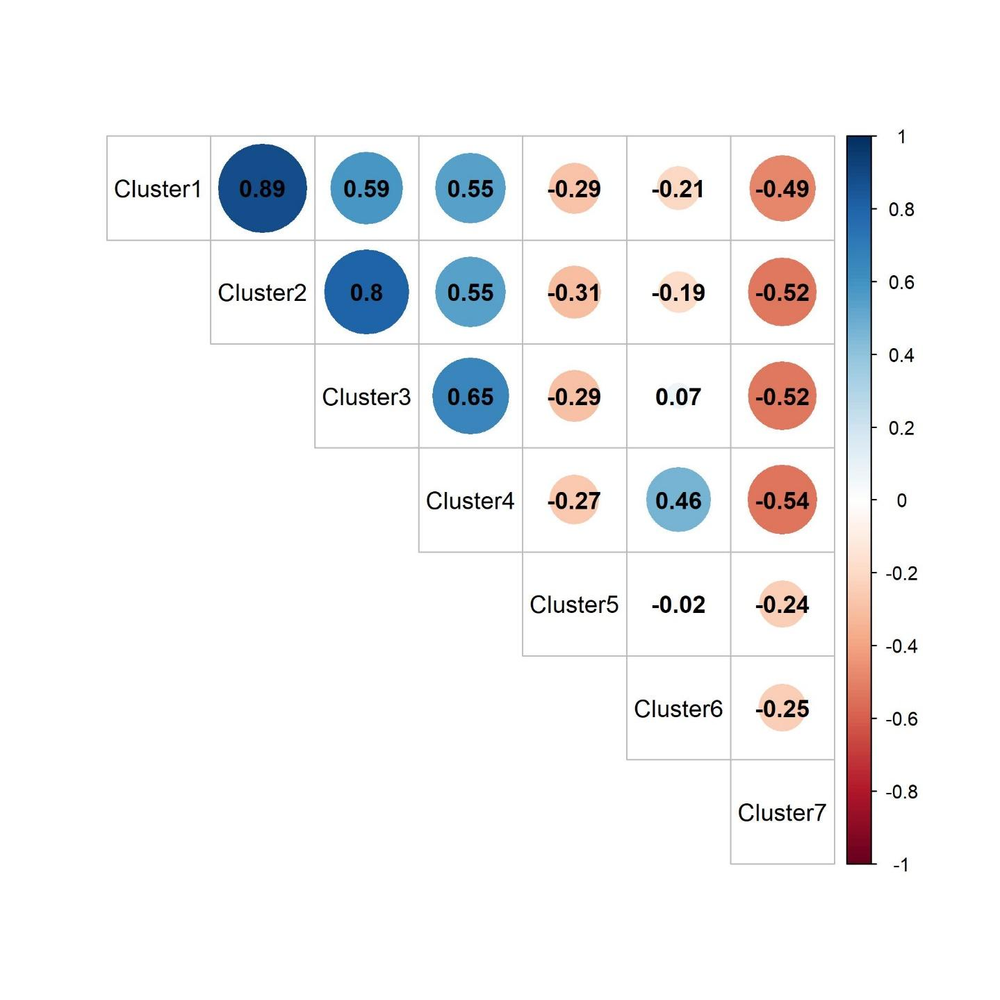 Cluster1 0.89 0.59 0.55 -0.29 -0.21 -0.49
Cluster2 0.8 0.55 -0.31 -0.19 -0.52
Cluster3 0.65 -0.29 0.07 -0.52
Cluster4 -0.27 0.46 -0.54
Cluster5 -0.02 -0.24
Cluster6 -0.25
Cluster7
1
0.8
0.6
0.4
0.2
0
-0.2
-0.4
-0.6
-0.8
-1